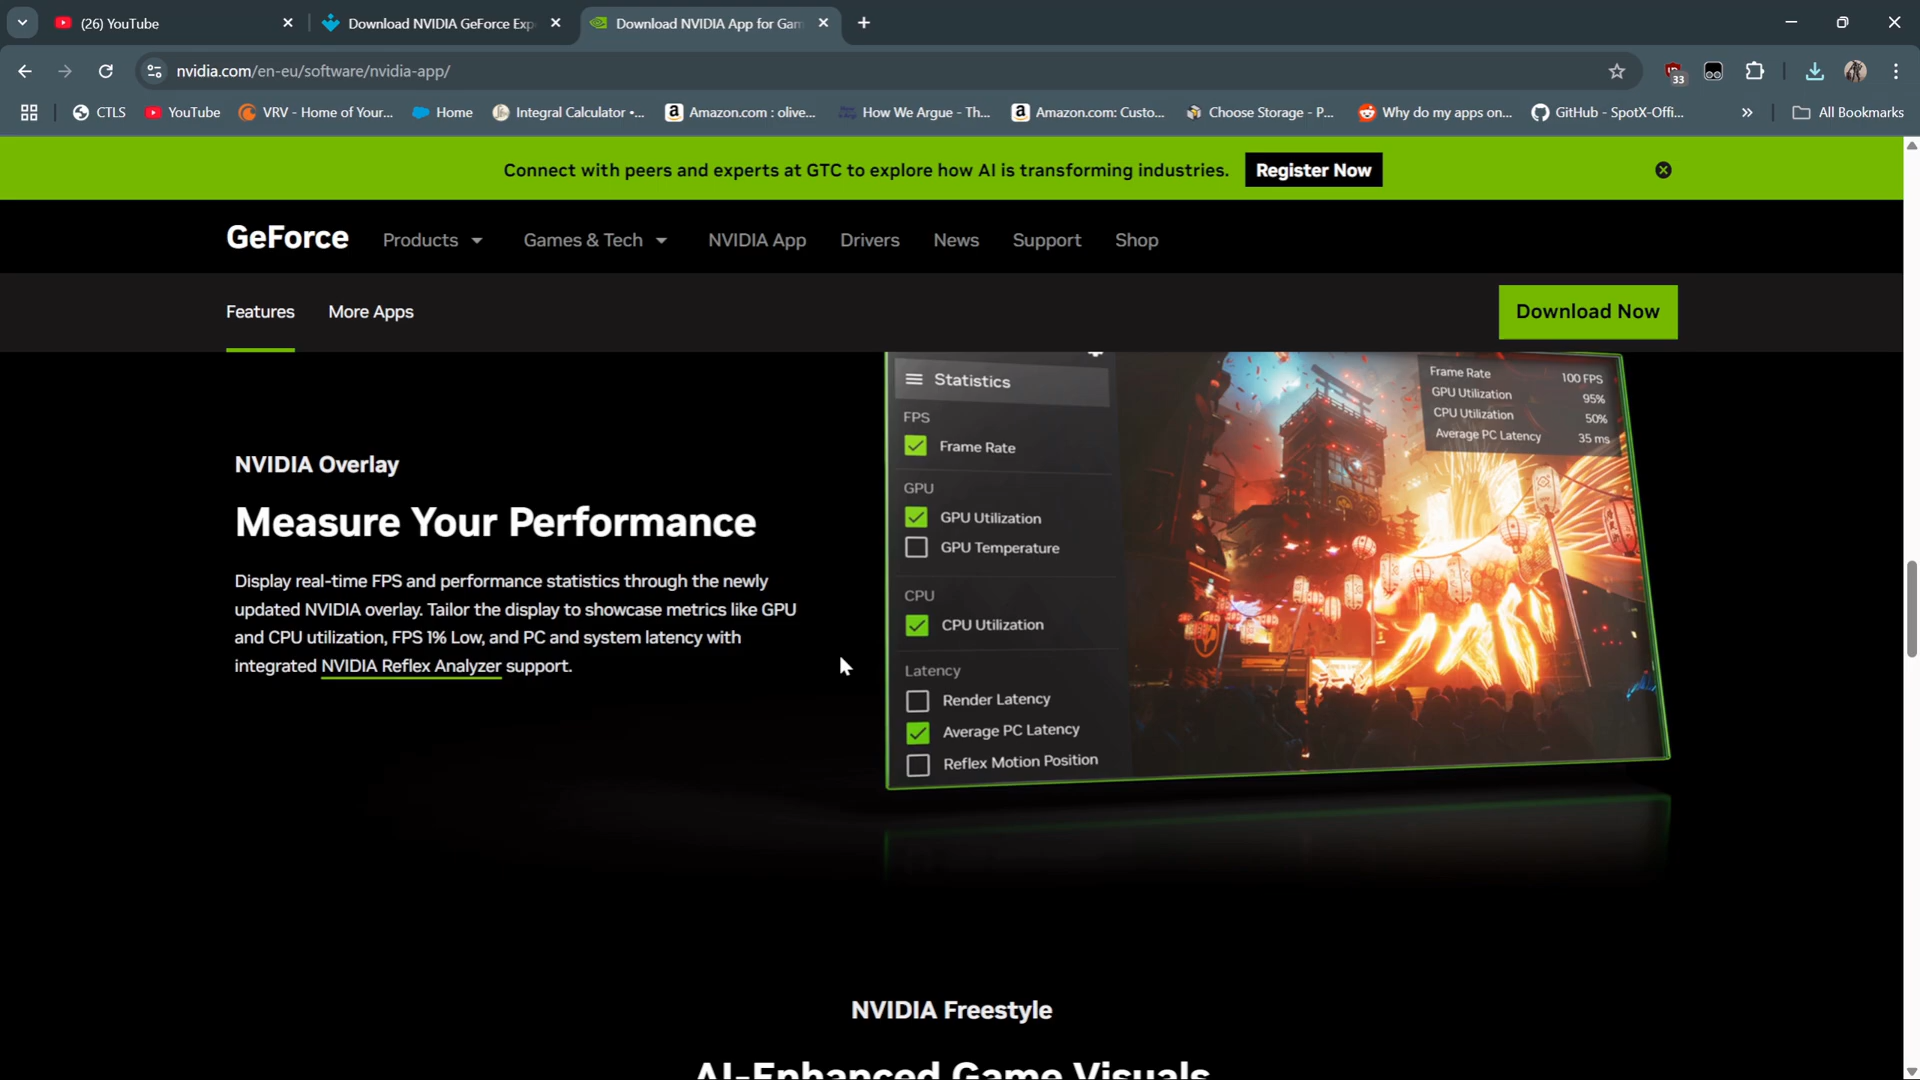 (26) YouTube
Download NVIDIA GeForce Exp
Download NVIDIA App for Gam
nvidia.com/en-eu/software/nvidia-app/
33
CTLS
YouTube
VRV - Home of Your...
Home
Integral Calculator •...
Amazon.com : olive...
How We Argue - Th...
Amazon.com: Custo...
Choose Storage - P...
Why do my apps on...
GitHub - SpotX-Offi...
»
All Bookmarks
Connect with peers and experts at GTC to explore how AI is transforming industries.
Register Now
GeForce
Products
Games & Tech
NVIDIA App
Drivers
News
Support
Shop
Features
More Apps
Download Now
NVIDIA Overlay
Measure Your Performance
Display real-time FPS and performance statistics through the newly
updated NVIDIA overlay. Tailor the display to showcase metrics like GPU
and CPU utilization, FPS 1% Low, and PC and system latency with
integrated NVIDIA Reflex Analyzer support.
Statistics
FPS
Frame Rate
GPU
GPU Utilization
GPU Temperature
CPU
CPU Utilization
Latency
Render Latency
Average PC Latency
Reflex Motion Position
Frame Rate 100 FPS
GPU Utilization 95%
CPU Utilization 50%
Average PC Latency 35 ms
NVIDIA Freestyle
AI-Enhanced Game Visuals